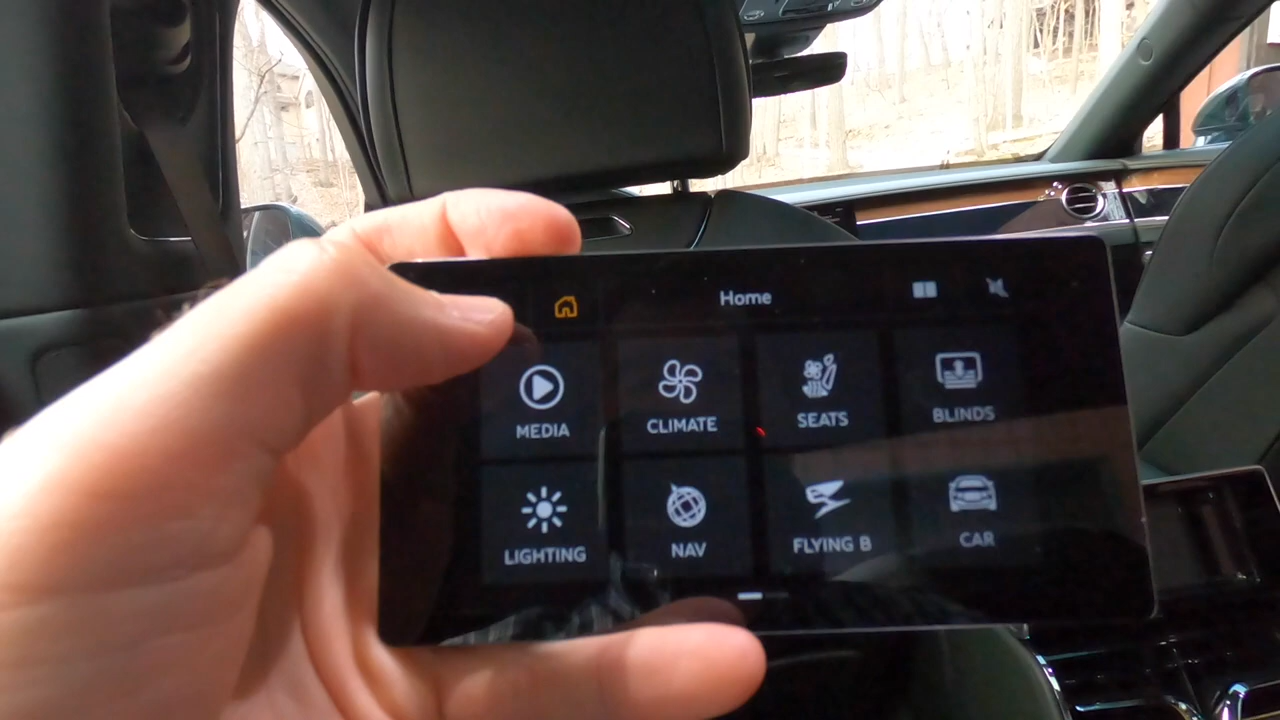 Home
MEDIA
CLIMATE
SEATS
BLINDS
LIGHTING
NAV
FLYING B
CAR